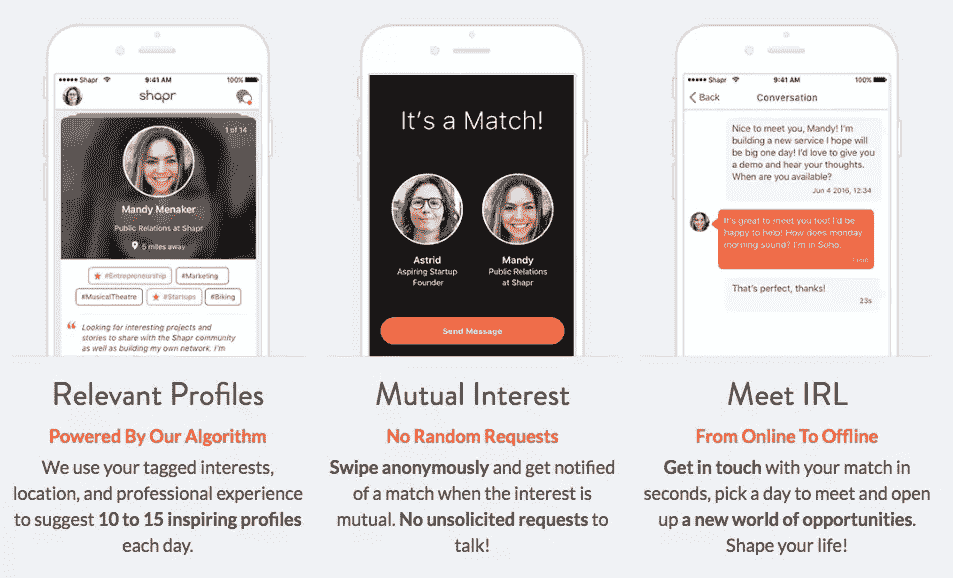 Shapr 9:41 AM 100%
shapr
1 of 14
Mandy Menaker
Public Relations at Shapr
5 miles away
#Entrepreneurship #Marketing
#MusicalTheatre #Startups #Biking
“ Looking for interesting projects and
stories to share with the Shapr community
as well as building my own network. I'm
It's a Match!
Astrid
Aspiring Startup
Founder
Mandy
Public Relations
at Shapr
Send Message
Shapr 9:41 AM 100%
Back Conversation
Nice to meet you, Mandy! I'm
building a new service I hope will
be big one day! I'd love to give you
a demo and hear your thoughts.
When are you available?
Jun 4 2016, 12:34
It's great to meet you too! I'd be
happy to help! How does monday
morning sound? I'm in Soho.
That's perfect, thanks!
23s
Relevant Profiles
Powered By Our Algorithm
We use your tagged interests,
location, and professional experience
to suggest 10 to 15 inspiring profiles
each day.
Mutual Interest
No Random Requests
Swipe anonymously and get notified
of a match when the interest is
mutual. No unsolicited requests to
talk!
Meet IRL
From Online To Offline
Get in touch with your match in
seconds, pick a day to meet and open
up a new world of opportunities.
Shape your life!